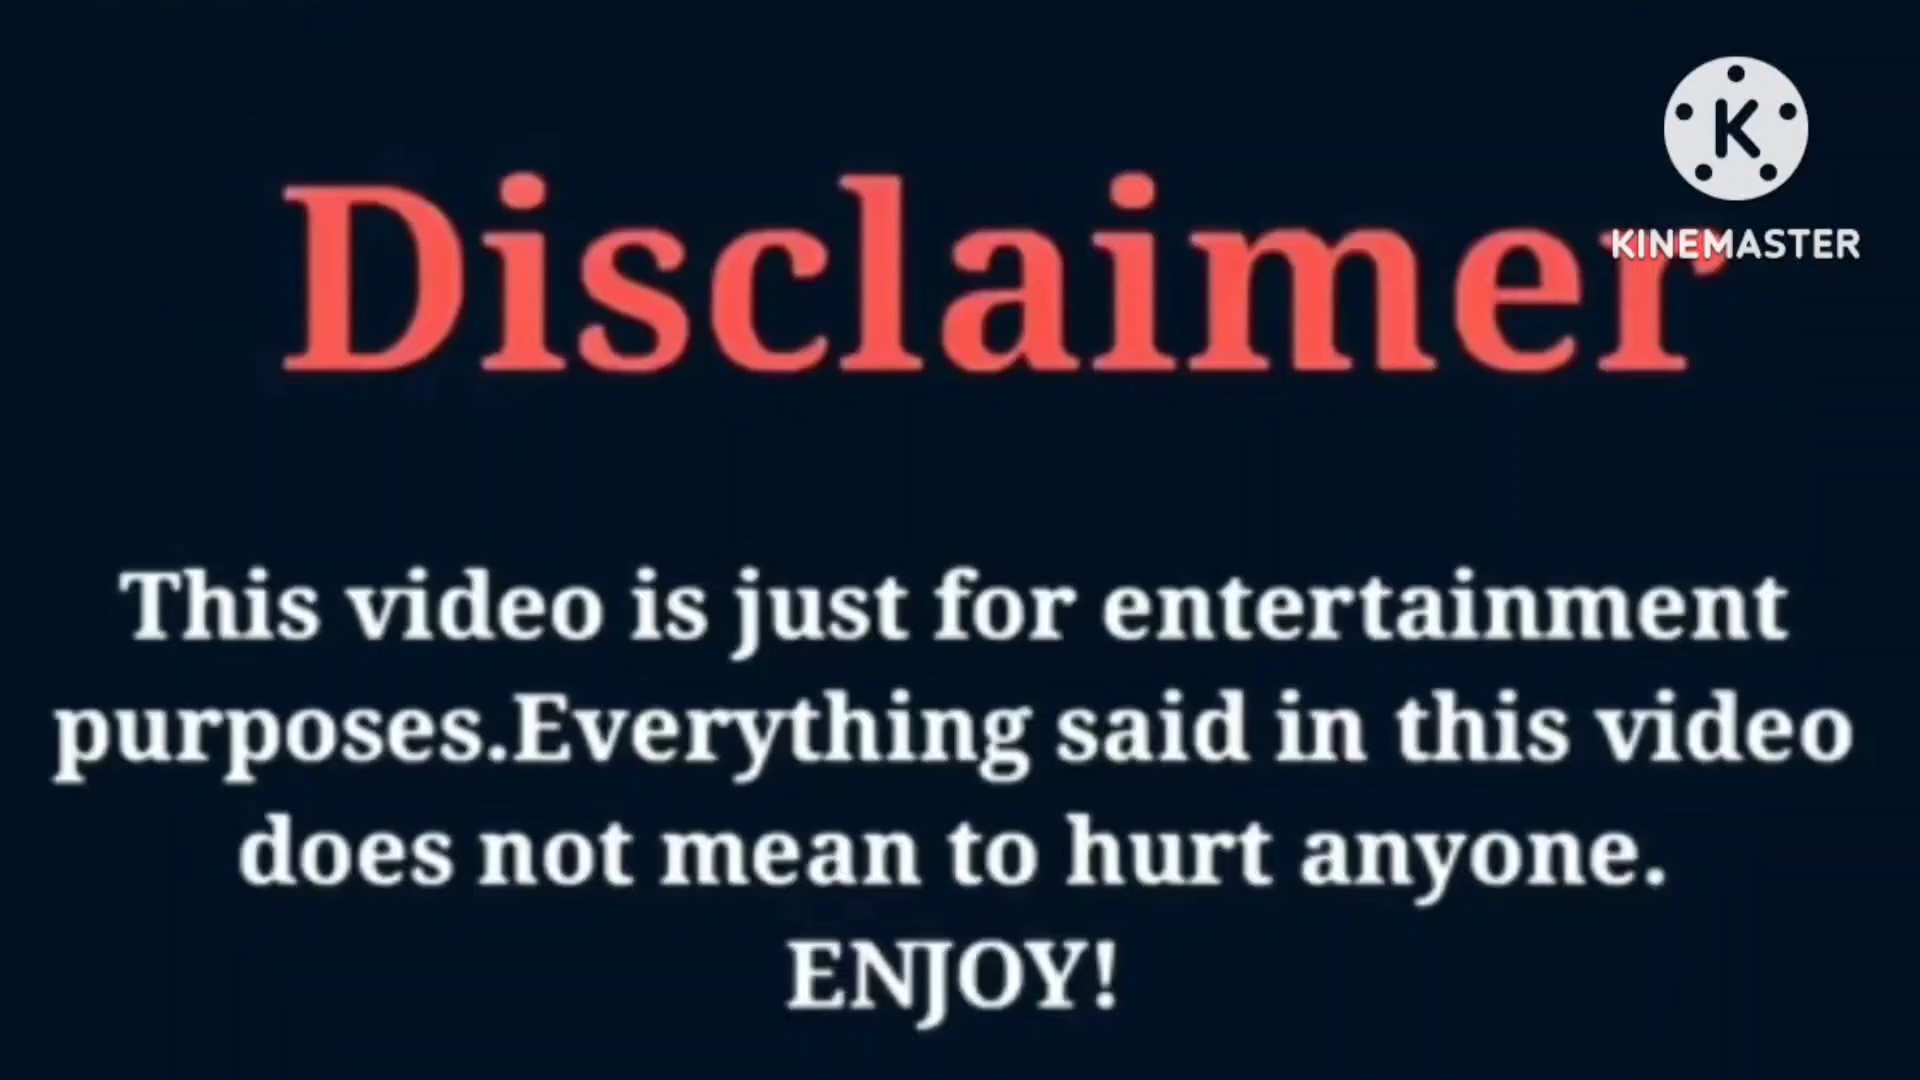 K
KINEMASTER
Disclaimer
This video is just for entertainment
purposes.Everything said in this video
does not mean to hurt anyone.
ENJOY!